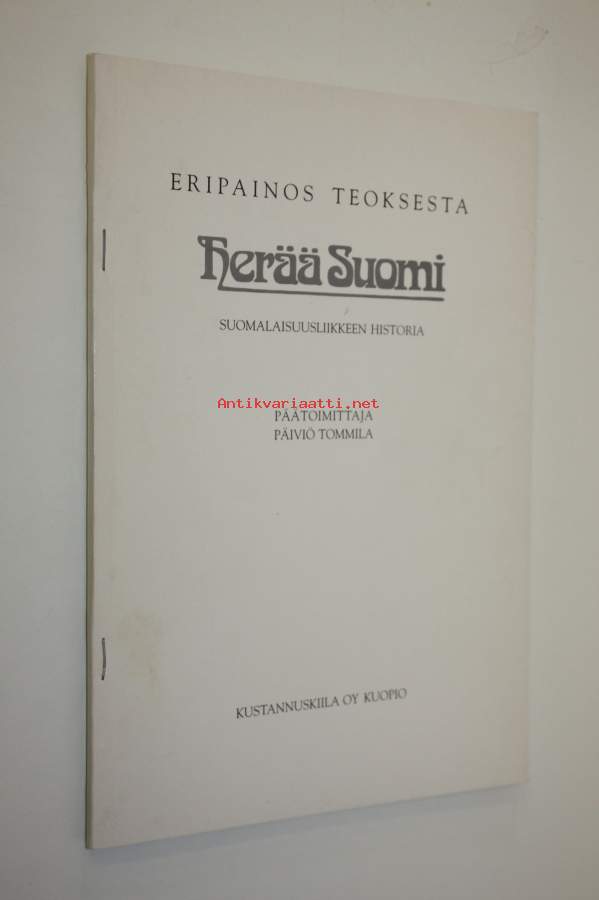 ERIPAINOS TEOKSESTA
Herää Suomi
SUOMALAISUUSLIIKKEEN HISTORIA
Antikvariaatti.net
PÄÄTOIMITTAJA
PÄIVIÖ TOMMILA
KUSTANNUSKIILA OY KUOPIO